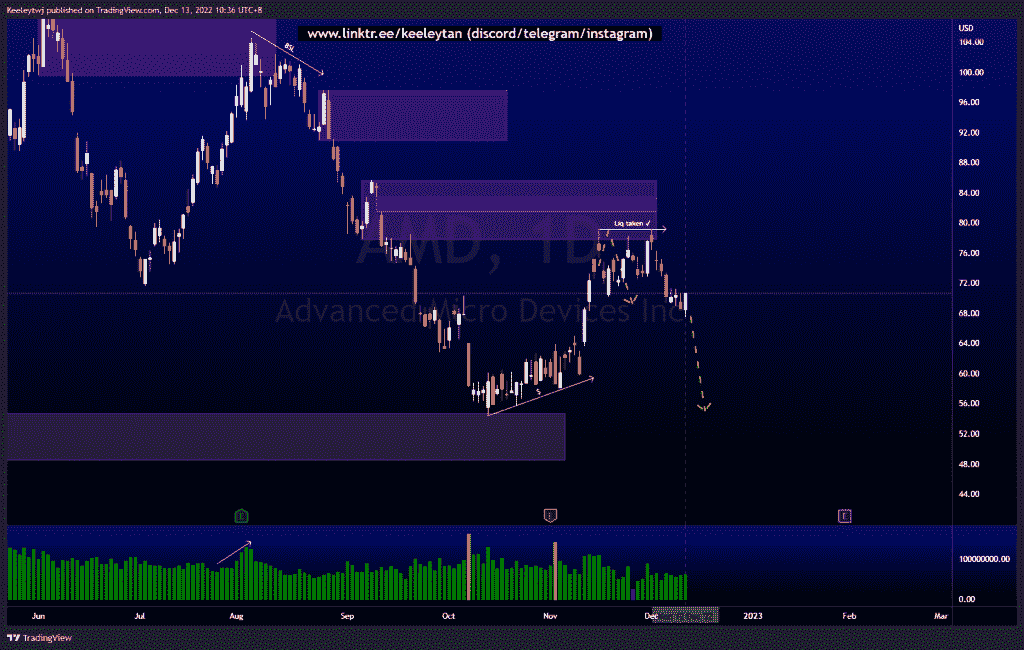 Keeleytwj published on TradingView.com, Dec 13, 2022 10:36 UTC+8
www.linktr.ee/keeleytan (discord/telegram/instagram)
USD
104.00
BSL
100.00
96.00
92.00
88.00
84.00
80.00
Liq taken ✓
AMD, 1D
76.00
72.00
Advanced Micro Devices Inc
68.00
64.00
60.00
$
56.00
52.00
48.00
44.00
E
E
E
100000000.00
0.00
Jun Jul Aug Sep Oct Nov Dec 2023 Feb Mar
TradingView